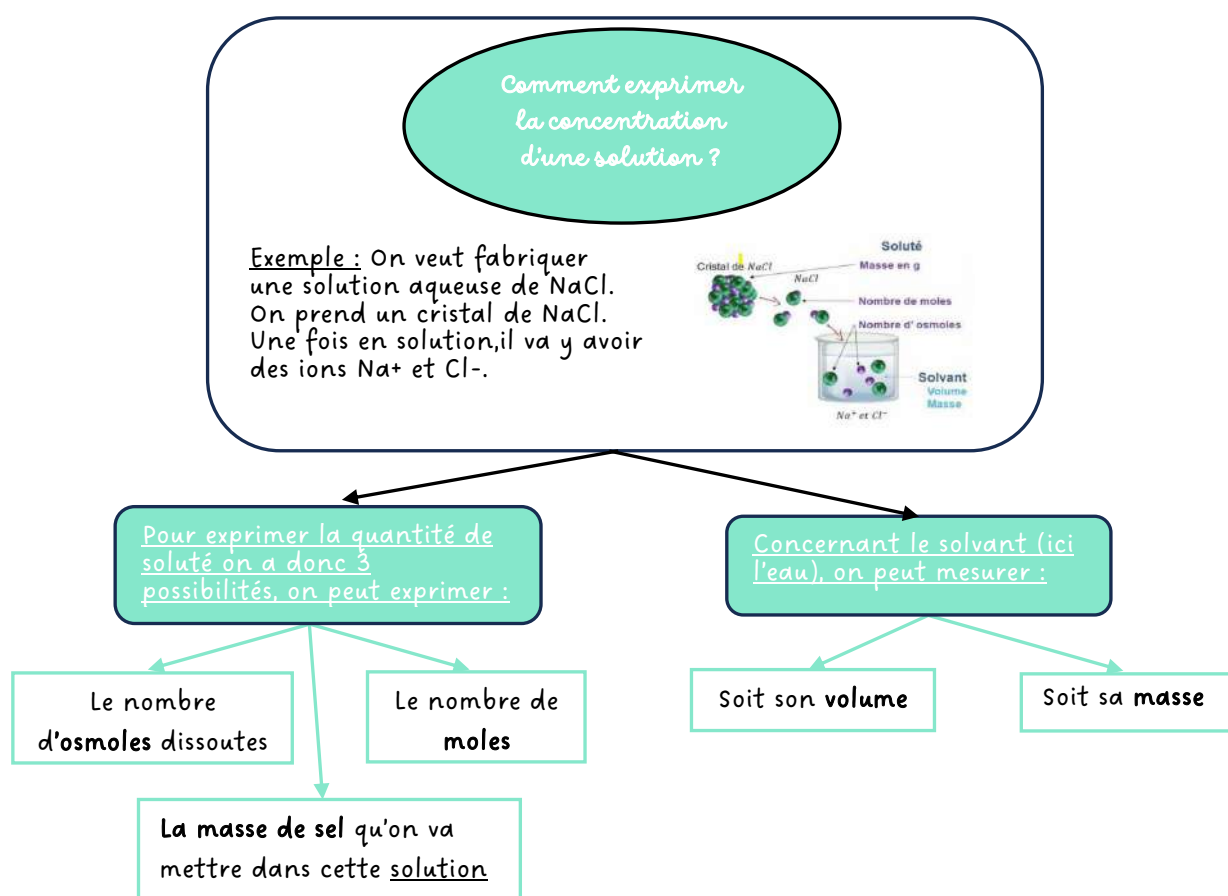 Comment exprimer
la concentration
d'une solution ?
Exemple : On veut fabriquer
une solution aqueuse de NaCl.
On prend un cristal de NaCl.
Une fois en solution,il va y avoir
des ions Na+ et Cl-.
Soluté
Cristal de NaCl
Masse en g
NaCl
Nombre de moles
Nombre d' osmoles
Solvant
Volume
Masse
Na⁺ et Cl⁻
Pour exprimer la quantité de
soluté on a donc 3
possibilités, on peut exprimer :
Concernant le solvant (ici
l'eau), on peut mesurer :
Le nombre
d'osmoles dissoutes
Le nombre de
moles
Soit son volume
Soit sa masse
La masse de sel qu'on va
mettre dans cette solution